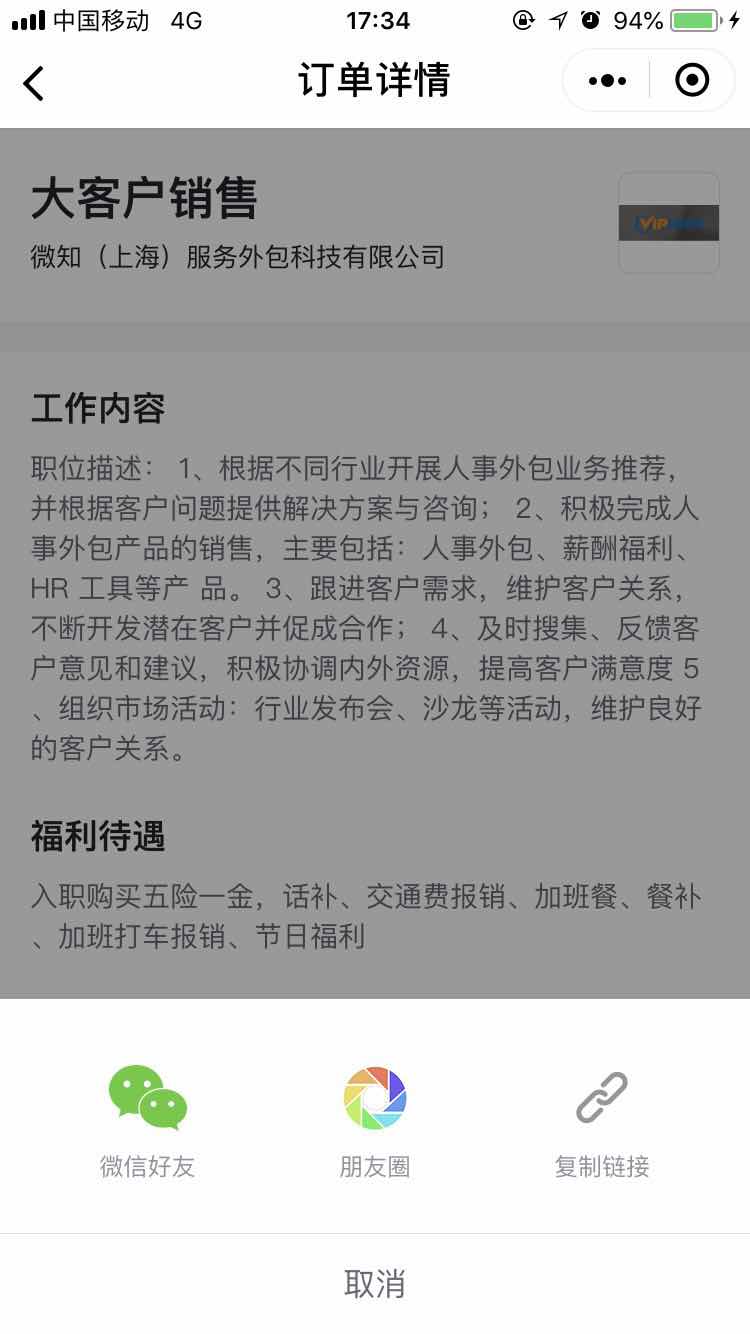 中国移动 4G 17:34 94%
订单详情
大客户销售
VIP
微知（上海）服务外包科技有限公司
工作内容
职位描述： 1、根据不同行业开展人事外包业务推荐，
并根据客户问题提供解决方案与咨询； 2、积极完成人
事外包产品的销售，主要包括：人事外包、薪酬福利、
HR 工具等产 品。 3、跟进客户需求，维护客户关系，
不断开发潜在客户并促成合作； 4、及时搜集、反馈客
户意见和建议，积极协调内外资源，提高客户满意度 5
、组织市场活动：行业发布会、沙龙等活动，维护良好
的客户关系。
福利待遇
入职购买五险一金，话补、交通费报销、加班餐、餐补
、加班打车报销、节日福利
微信好友 朋友圈 复制链接
取消